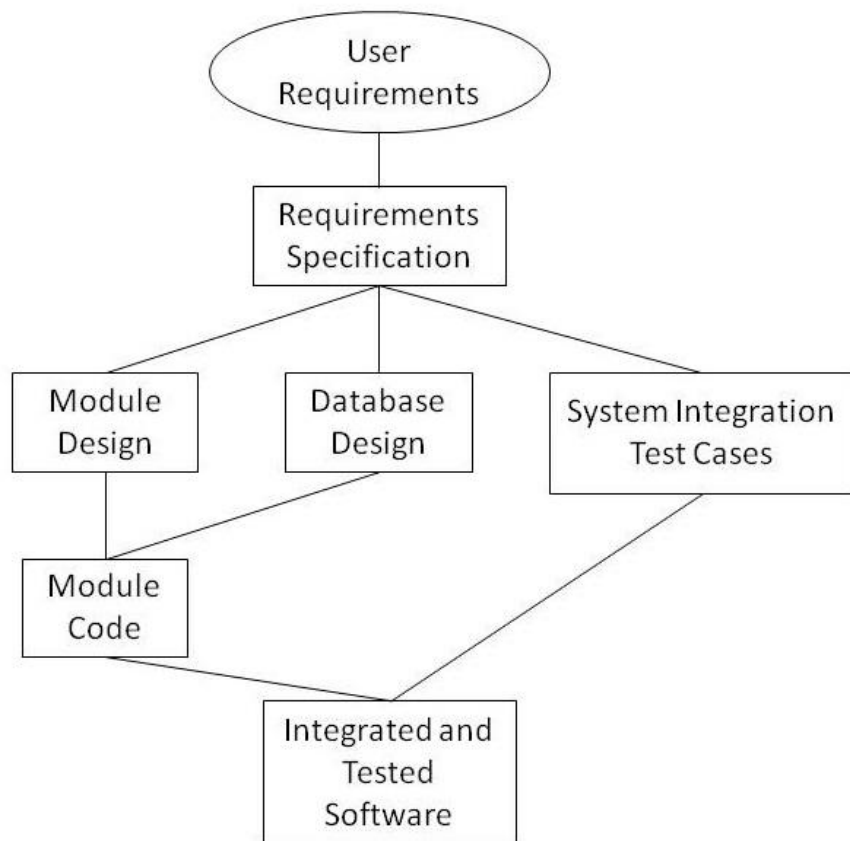 User
Requirements
Requirements
Specification
Module
Design
Database
Design
System Integration
Test Cases
Module
Code
Integrated and
Tested
Software